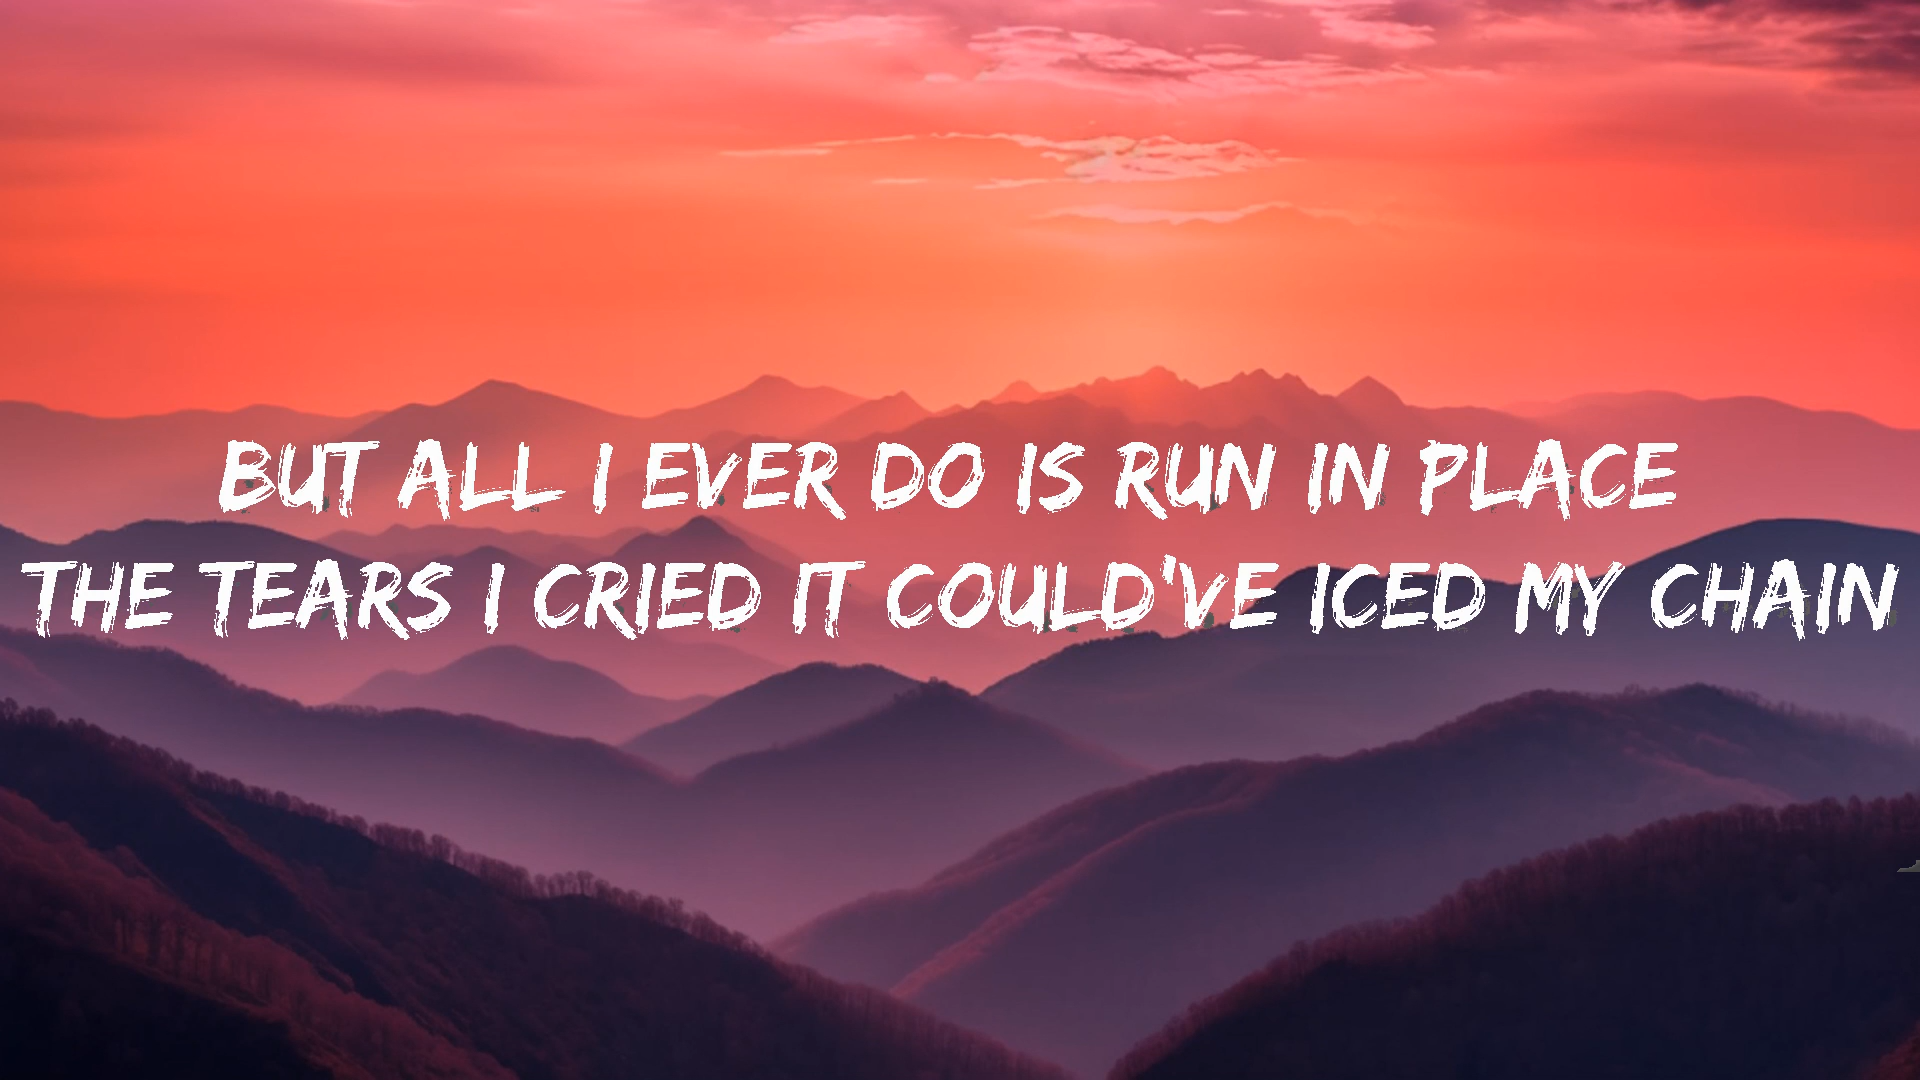 BUT ALL I EVER DO IS RUN IN PLACE
THE TEARS I CRIED IT COULD'VE ICED MY CHAIN